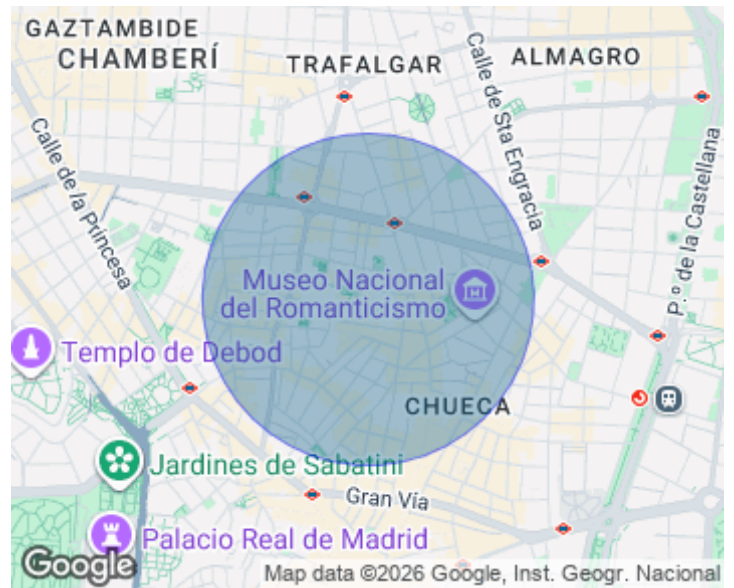 GAZTAMBIDE
CHAMBERÍ
TRAFALGAR
ALMAGRO
Calle de Sta Engracia
Calle de la Princesa
P.º de la Castellana
Museo Nacional
del Romanticismo
Templo de Debod
CHUECA
Jardines de Sabatini
Gran Vía
Palacio Real de Madrid
Google
Map data ©2026 Google, Inst. Geogr. Nacional